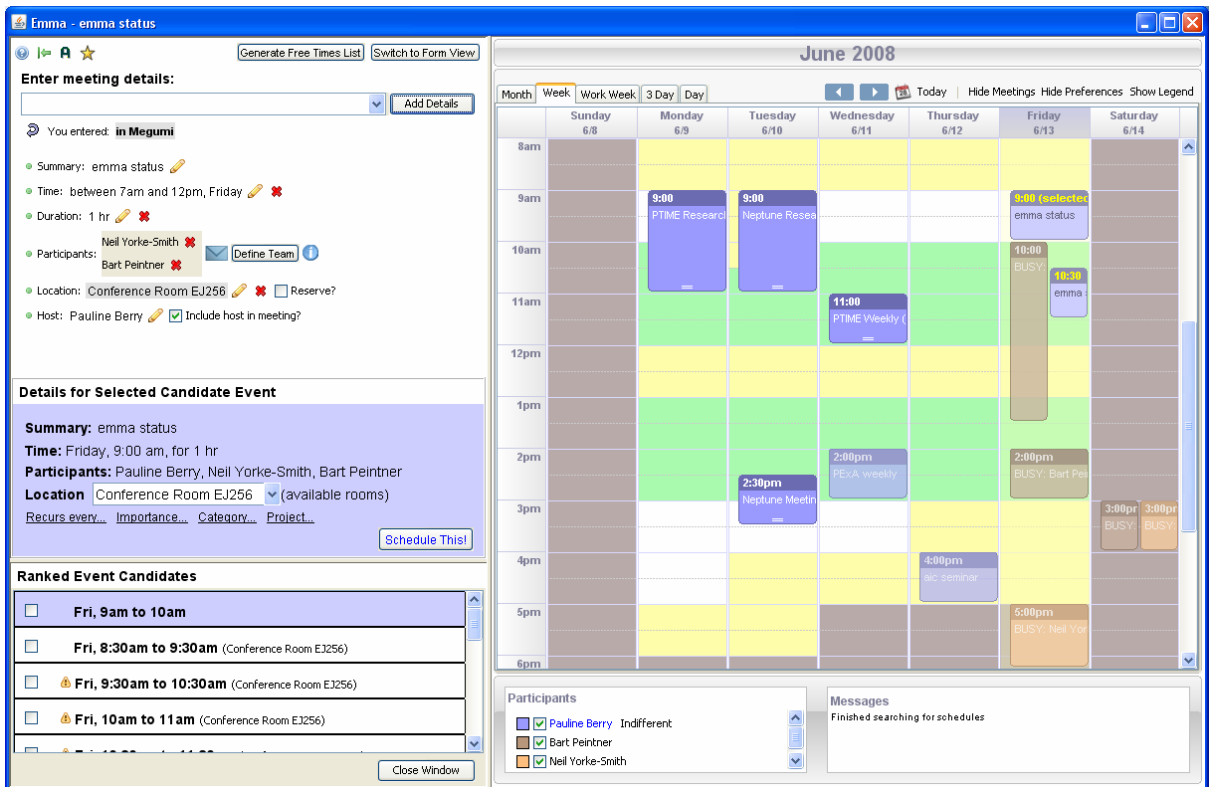 Emma - emma status
Generate Free Times List Switch to Form View
Enter meeting details:
Add Details
You entered: in Megumi
Summary: emma status
Time: between 7am and 12pm, Friday
Duration: 1 hr
Participants: Neil Yorke-Smith
Bart Peintner
Define Team
Location: Conference Room EJ256 Reserve?
Host: Pauline Berry Include host in meeting?
Details for Selected Candidate Event
Summary: emma status
Time: Friday, 9:00 am, for 1 hr
Participants: Pauline Berry, Neil Yorke-Smith, Bart Peintner
Location Conference Room EJ256 (available rooms)
Recurs every... Importance... Category... Project...
Schedule This!
Ranked Event Candidates
Fri, 9am to 10am
Fri, 8:30am to 9:30am (Conference Room EJ256)
Fri, 9:30am to 10:30am (Conference Room EJ256)
Fri, 10am to 11am (Conference Room EJ256)
Close Window
June 2008
Month Week Work Week 3 Day Day
Today | Hide Meetings Hide Preferences Show Legend
Sunday Monday Tuesday Wednesday Thursday Friday Saturday
6/8 6/9 6/10 6/11 6/12 6/13 6/14
8am
9am 9:00 9:00 9:00 (selected
PTIME Research Neptune Resea emma status
10am 10:00
BUSY:
10:30
emma
11am 11:00
PTIME Weekly (
12pm
1pm
2pm 2:00pm 2:00pm
PExA weekly BUSY: Bart Pei
2:30pm
Neptune Meetin
3pm 3:00pr 3:00pr
BUSY: BUSY:
4pm 4:00pm
aic seminar
5pm 5:00pm
BUSY: Neil Yor
6pm
Participants
Pauline Berry Indifferent
Bart Peintner
Neil Yorke-Smith
Messages
Finished searching for schedules